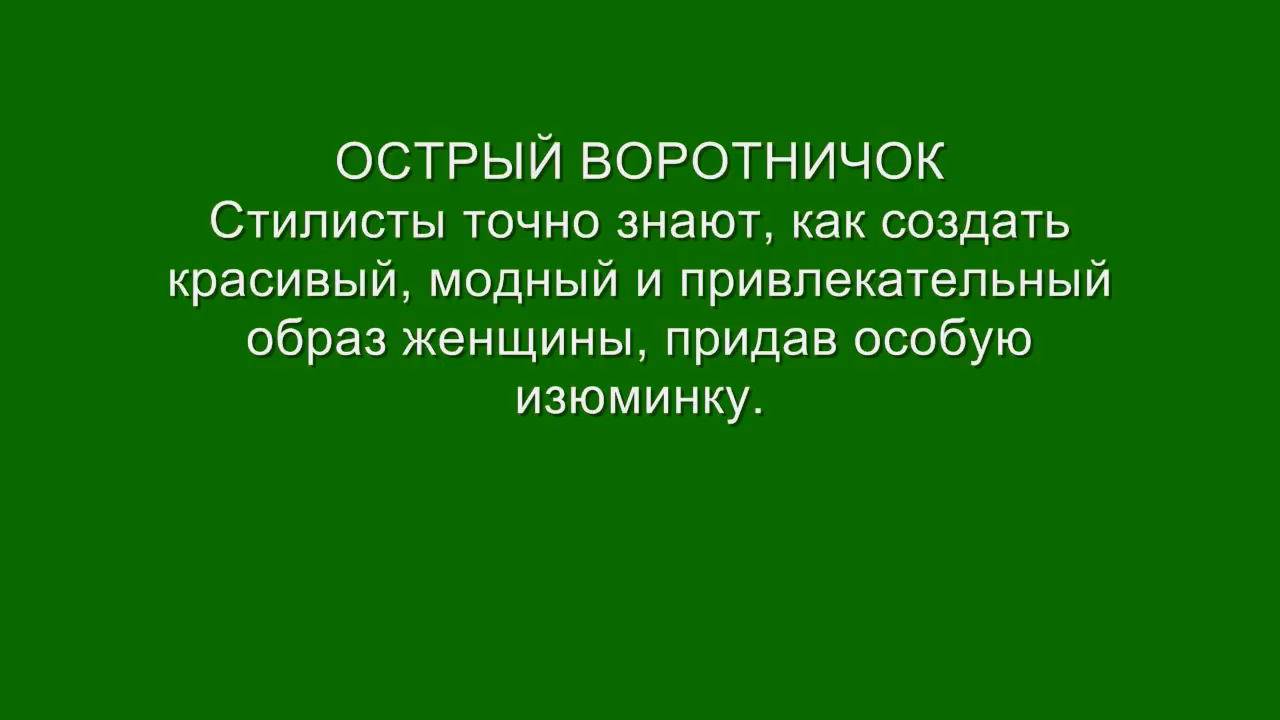 ОСТРЫЙ ВОРОТНИЧОК
Стилисты точно знают, как создать
красивый, модный и привлекательный
образ женщины, придав особую
изюминку.